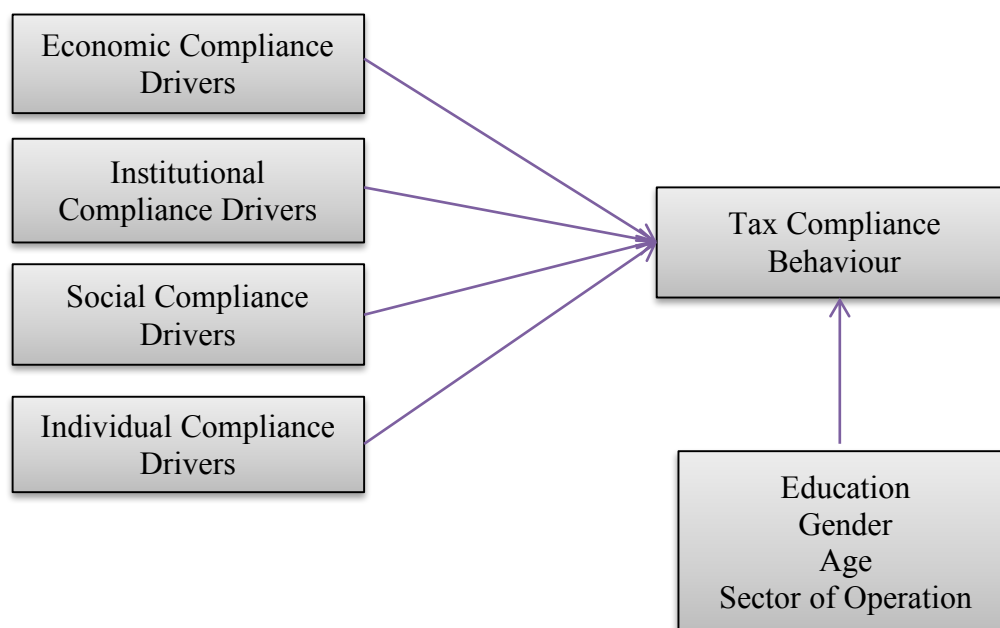 Economic Compliance
Drivers
Institutional
Compliance Drivers
Social Compliance
Drivers
Individual Compliance
Drivers
Tax Compliance
Behaviour
Education
Gender
Age
Sector of Operation